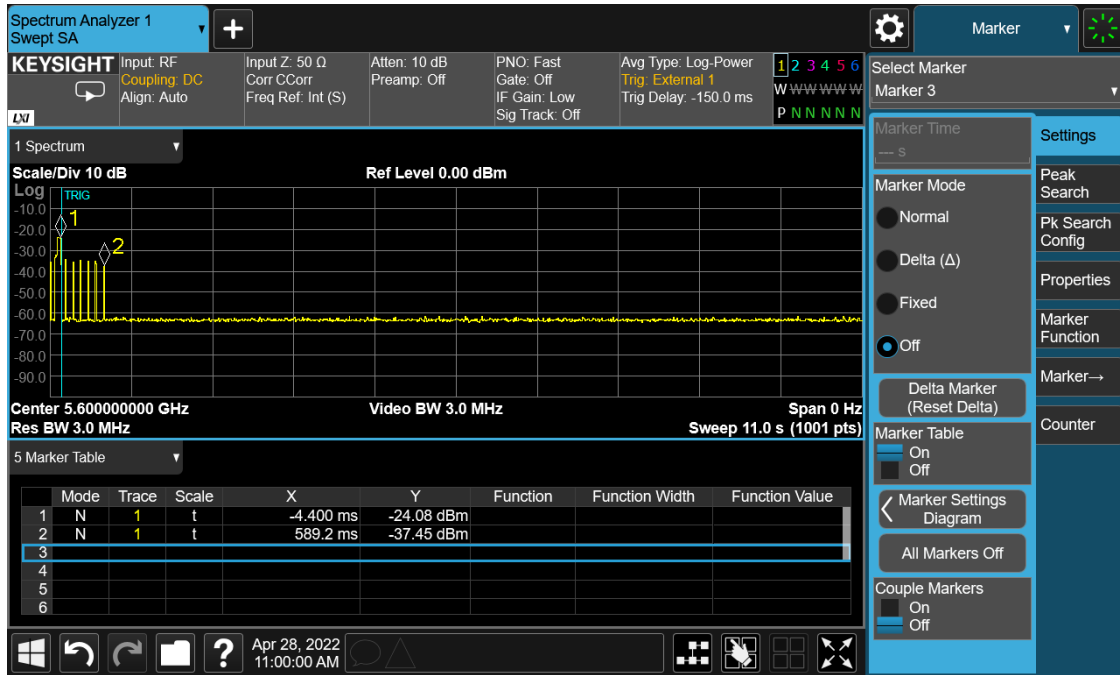 Spectrum Analyzer 1
Swept SA
Marker
KEYSIGHT
LXI
Input: RF
Coupling: DC
Align: Auto
Input Z: 50 Ω
Corr CCorr
Freq Ref: Int (S)
Atten: 10 dB
Preamp: Off
PNO: Fast
Gate: Off
IF Gain: Low
Sig Track: Off
Avg Type: Log-Power
Trig: External 1
Trig Delay: -150.0 ms
1 2 3 4 5 6
W W W W W W
P N N N N N
Select Marker
Marker 3
1 Spectrum
Scale/Div 10 dB
Ref Level 0.00 dBm
Log
TRIG
-10.0
-20.0
-30.0
-40.0
-50.0
-60.0
-70.0
-80.0
-90.0
1
2
Center 5.600000000 GHz
Video BW 3.0 MHz
Span 0 Hz
Res BW 3.0 MHz
Sweep 11.0 s (1001 pts)
5 Marker Table
Mode Trace Scale X Y Function Function Width Function Value
1 N 1 t -4.400 ms -24.08 dBm
2 N 1 t 589.2 ms -37.45 dBm
3
4
5
6
Marker Time
--- s
Marker Mode
Normal
Delta (Δ)
Fixed
Off
Delta Marker
(Reset Delta)
Marker Table
On
Off
Marker Settings
Diagram
All Markers Off
Couple Markers
On
Off
Settings
Peak
Search
Pk Search
Config
Properties
Marker
Function
Marker→
Counter
?
Apr 28, 2022
11:00:00 AM